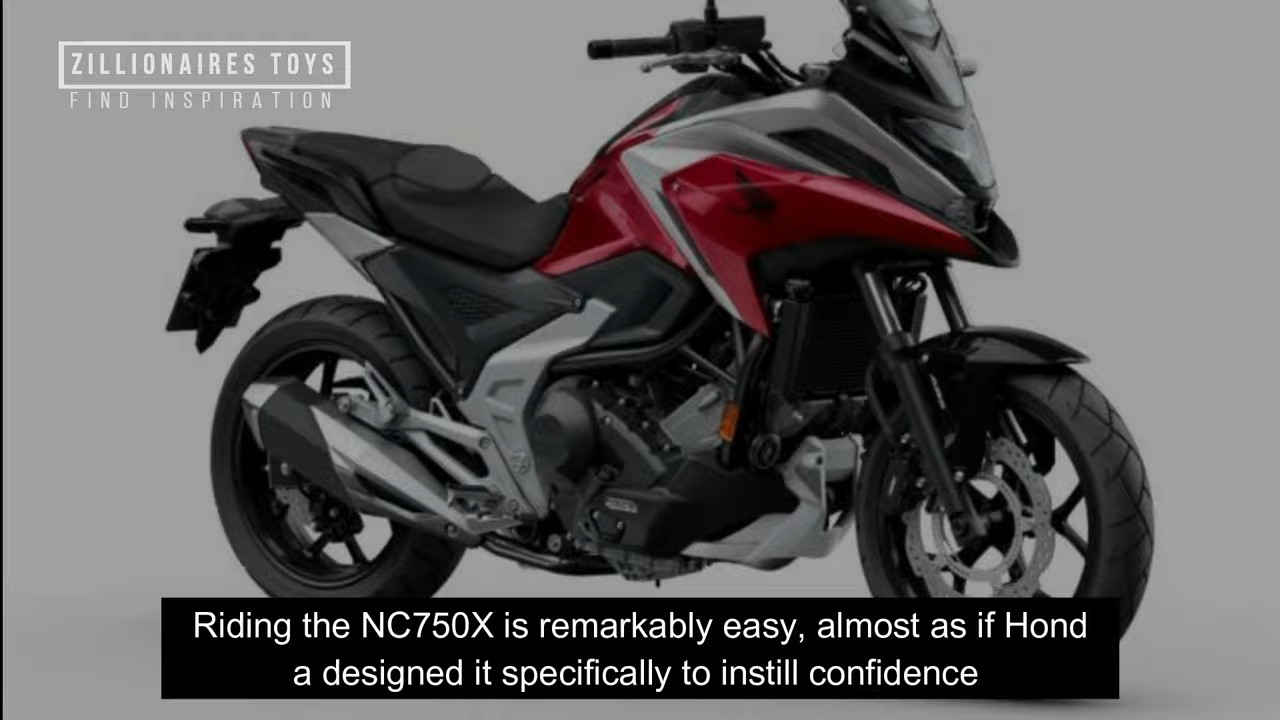 ZILLIONAIRES TOYS
FIND INSPIRATION
Riding the NC750X is remarkably easy, almost as if Hond
a designed it specifically to instill confidence